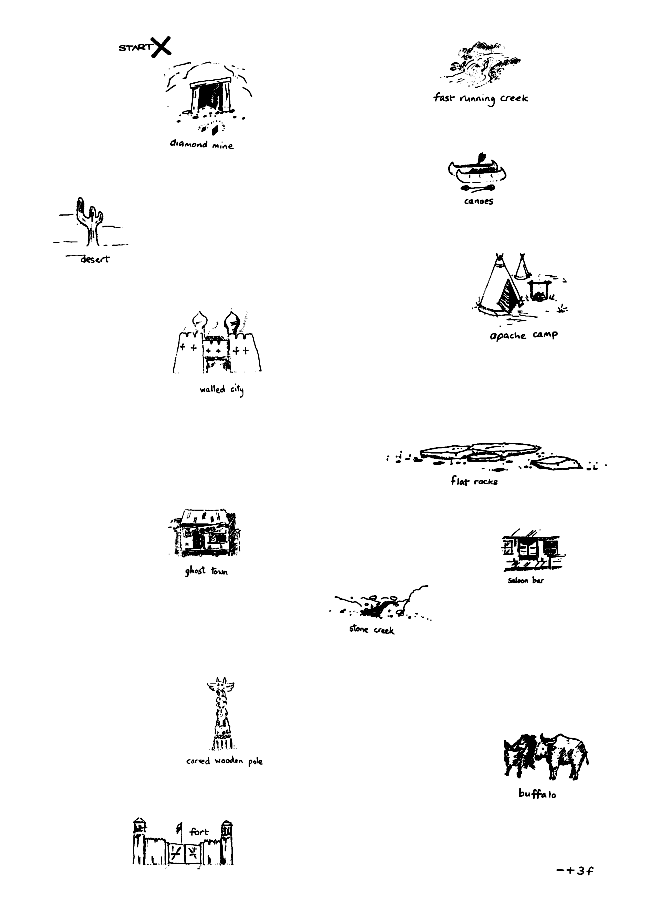 START
fast running creek
diamond mine
canoes
desert
apache camp
walled city
flat rocks
ghost town
saloon bar
stone creek
carved wooden pole
buffalo
fort
-+3f